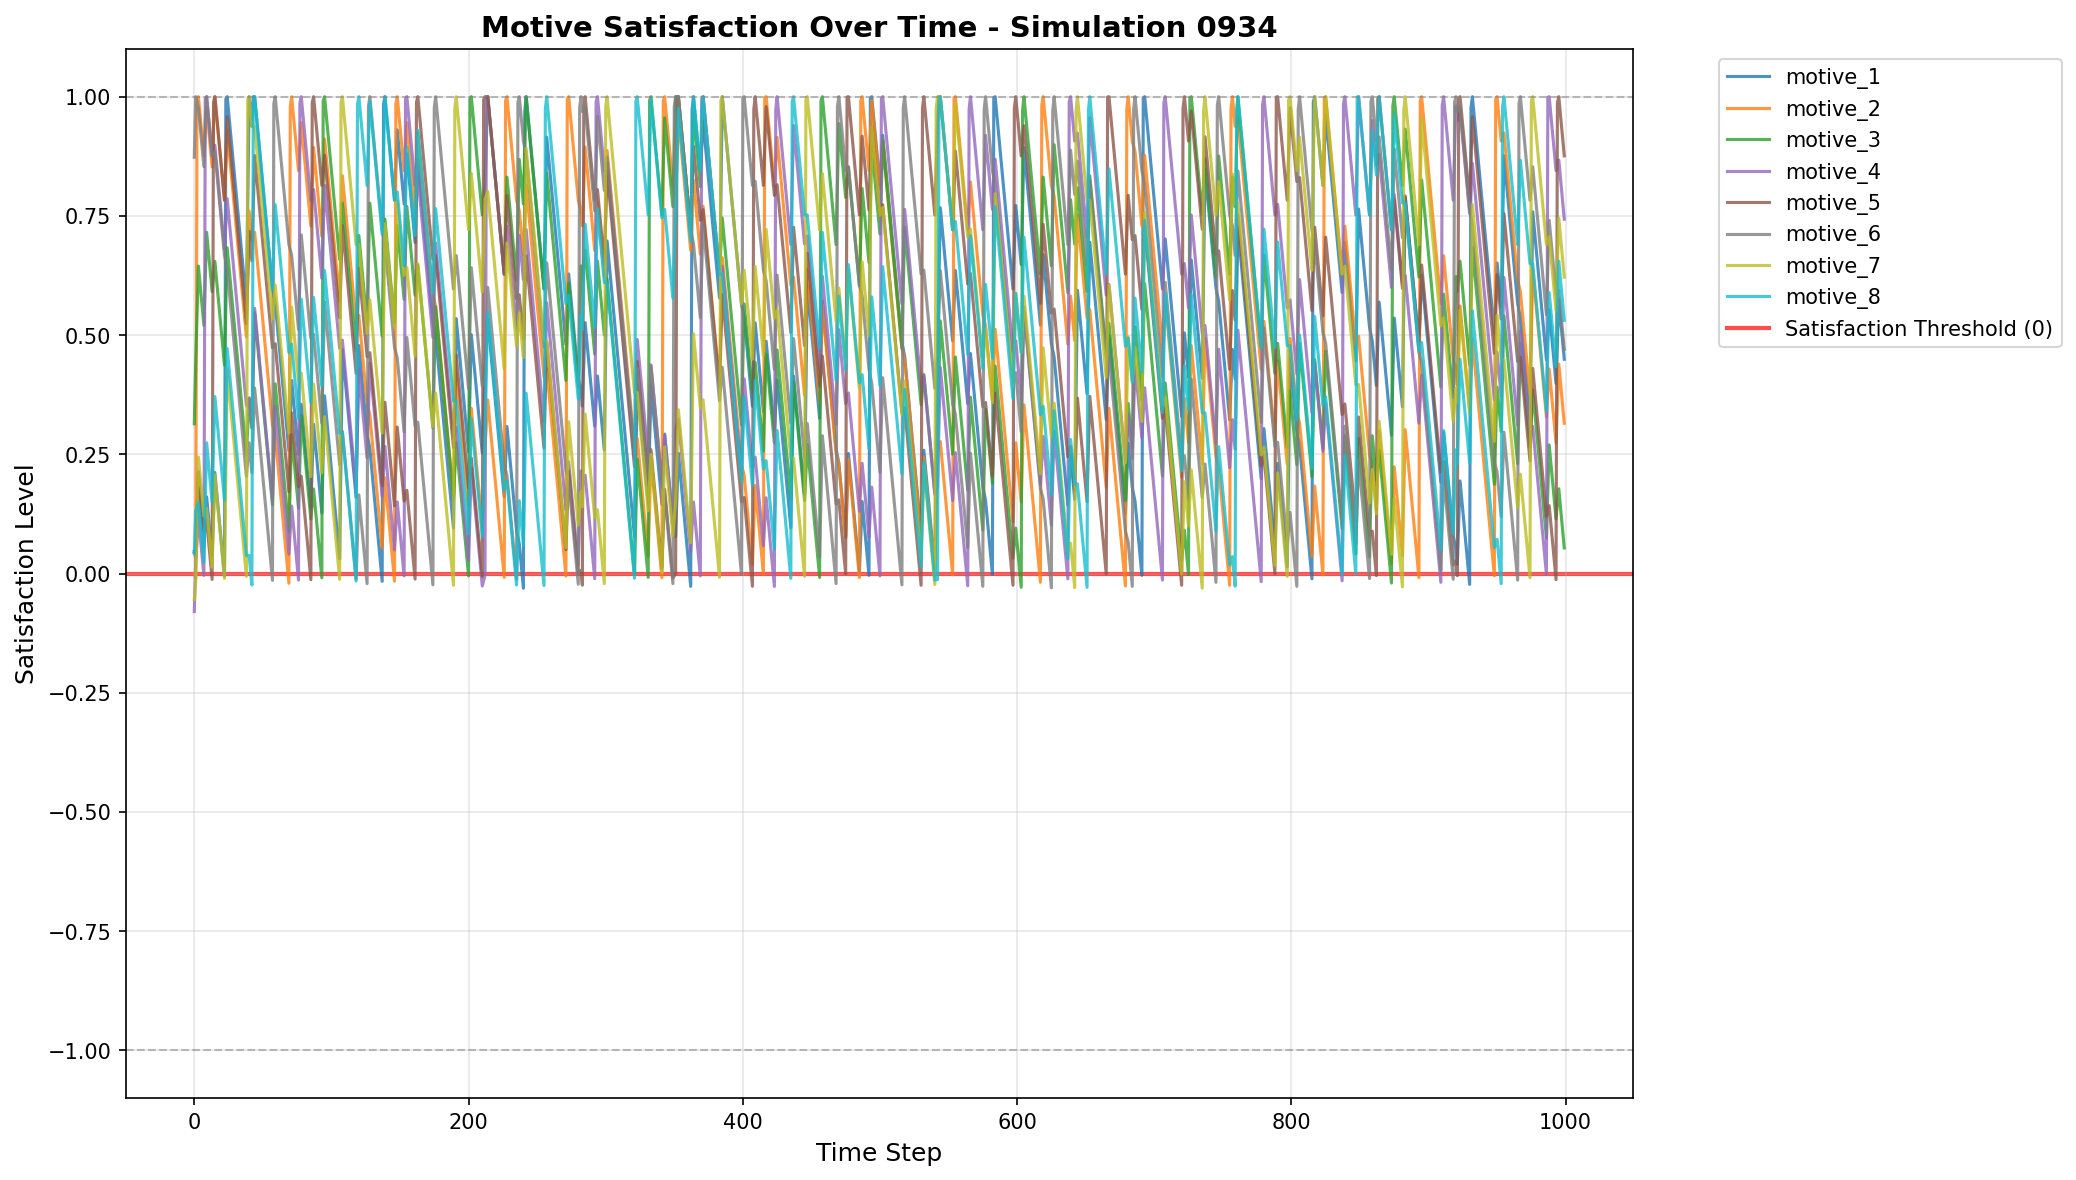 Motive Satisfaction Over Time - Simulation 0934
Satisfaction Level
1.00
0.75
0.50
0.25
0.00
−0.25
−0.50
−0.75
−1.00
0
200
400
600
800
1000
Time Step
motive_1
motive_2
motive_3
motive_4
motive_5
motive_6
motive_7
motive_8
Satisfaction Threshold (0)